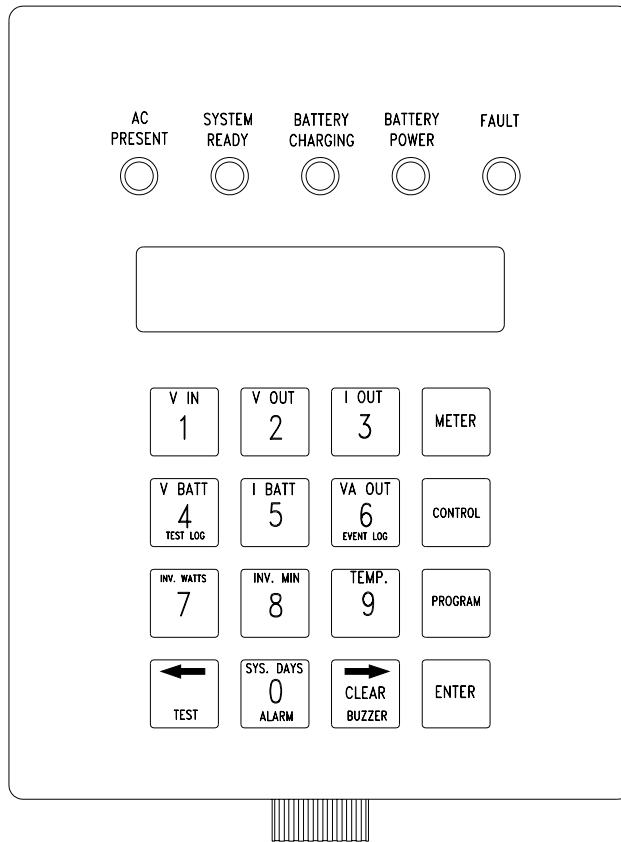 AC PRESENT
SYSTEM READY
BATTERY CHARGING
BATTERY POWER
FAULT
V IN
1
V OUT
2
I OUT
3
METER
V BATT
4
TEST LOG
I BATT
5
VA OUT
6
EVENT LOG
CONTROL
INV. WATTS
7
INV. MIN
8
TEMP.
9
PROGRAM
TEST
SYS. DAYS
0
ALARM
CLEAR
BUZZER
ENTER